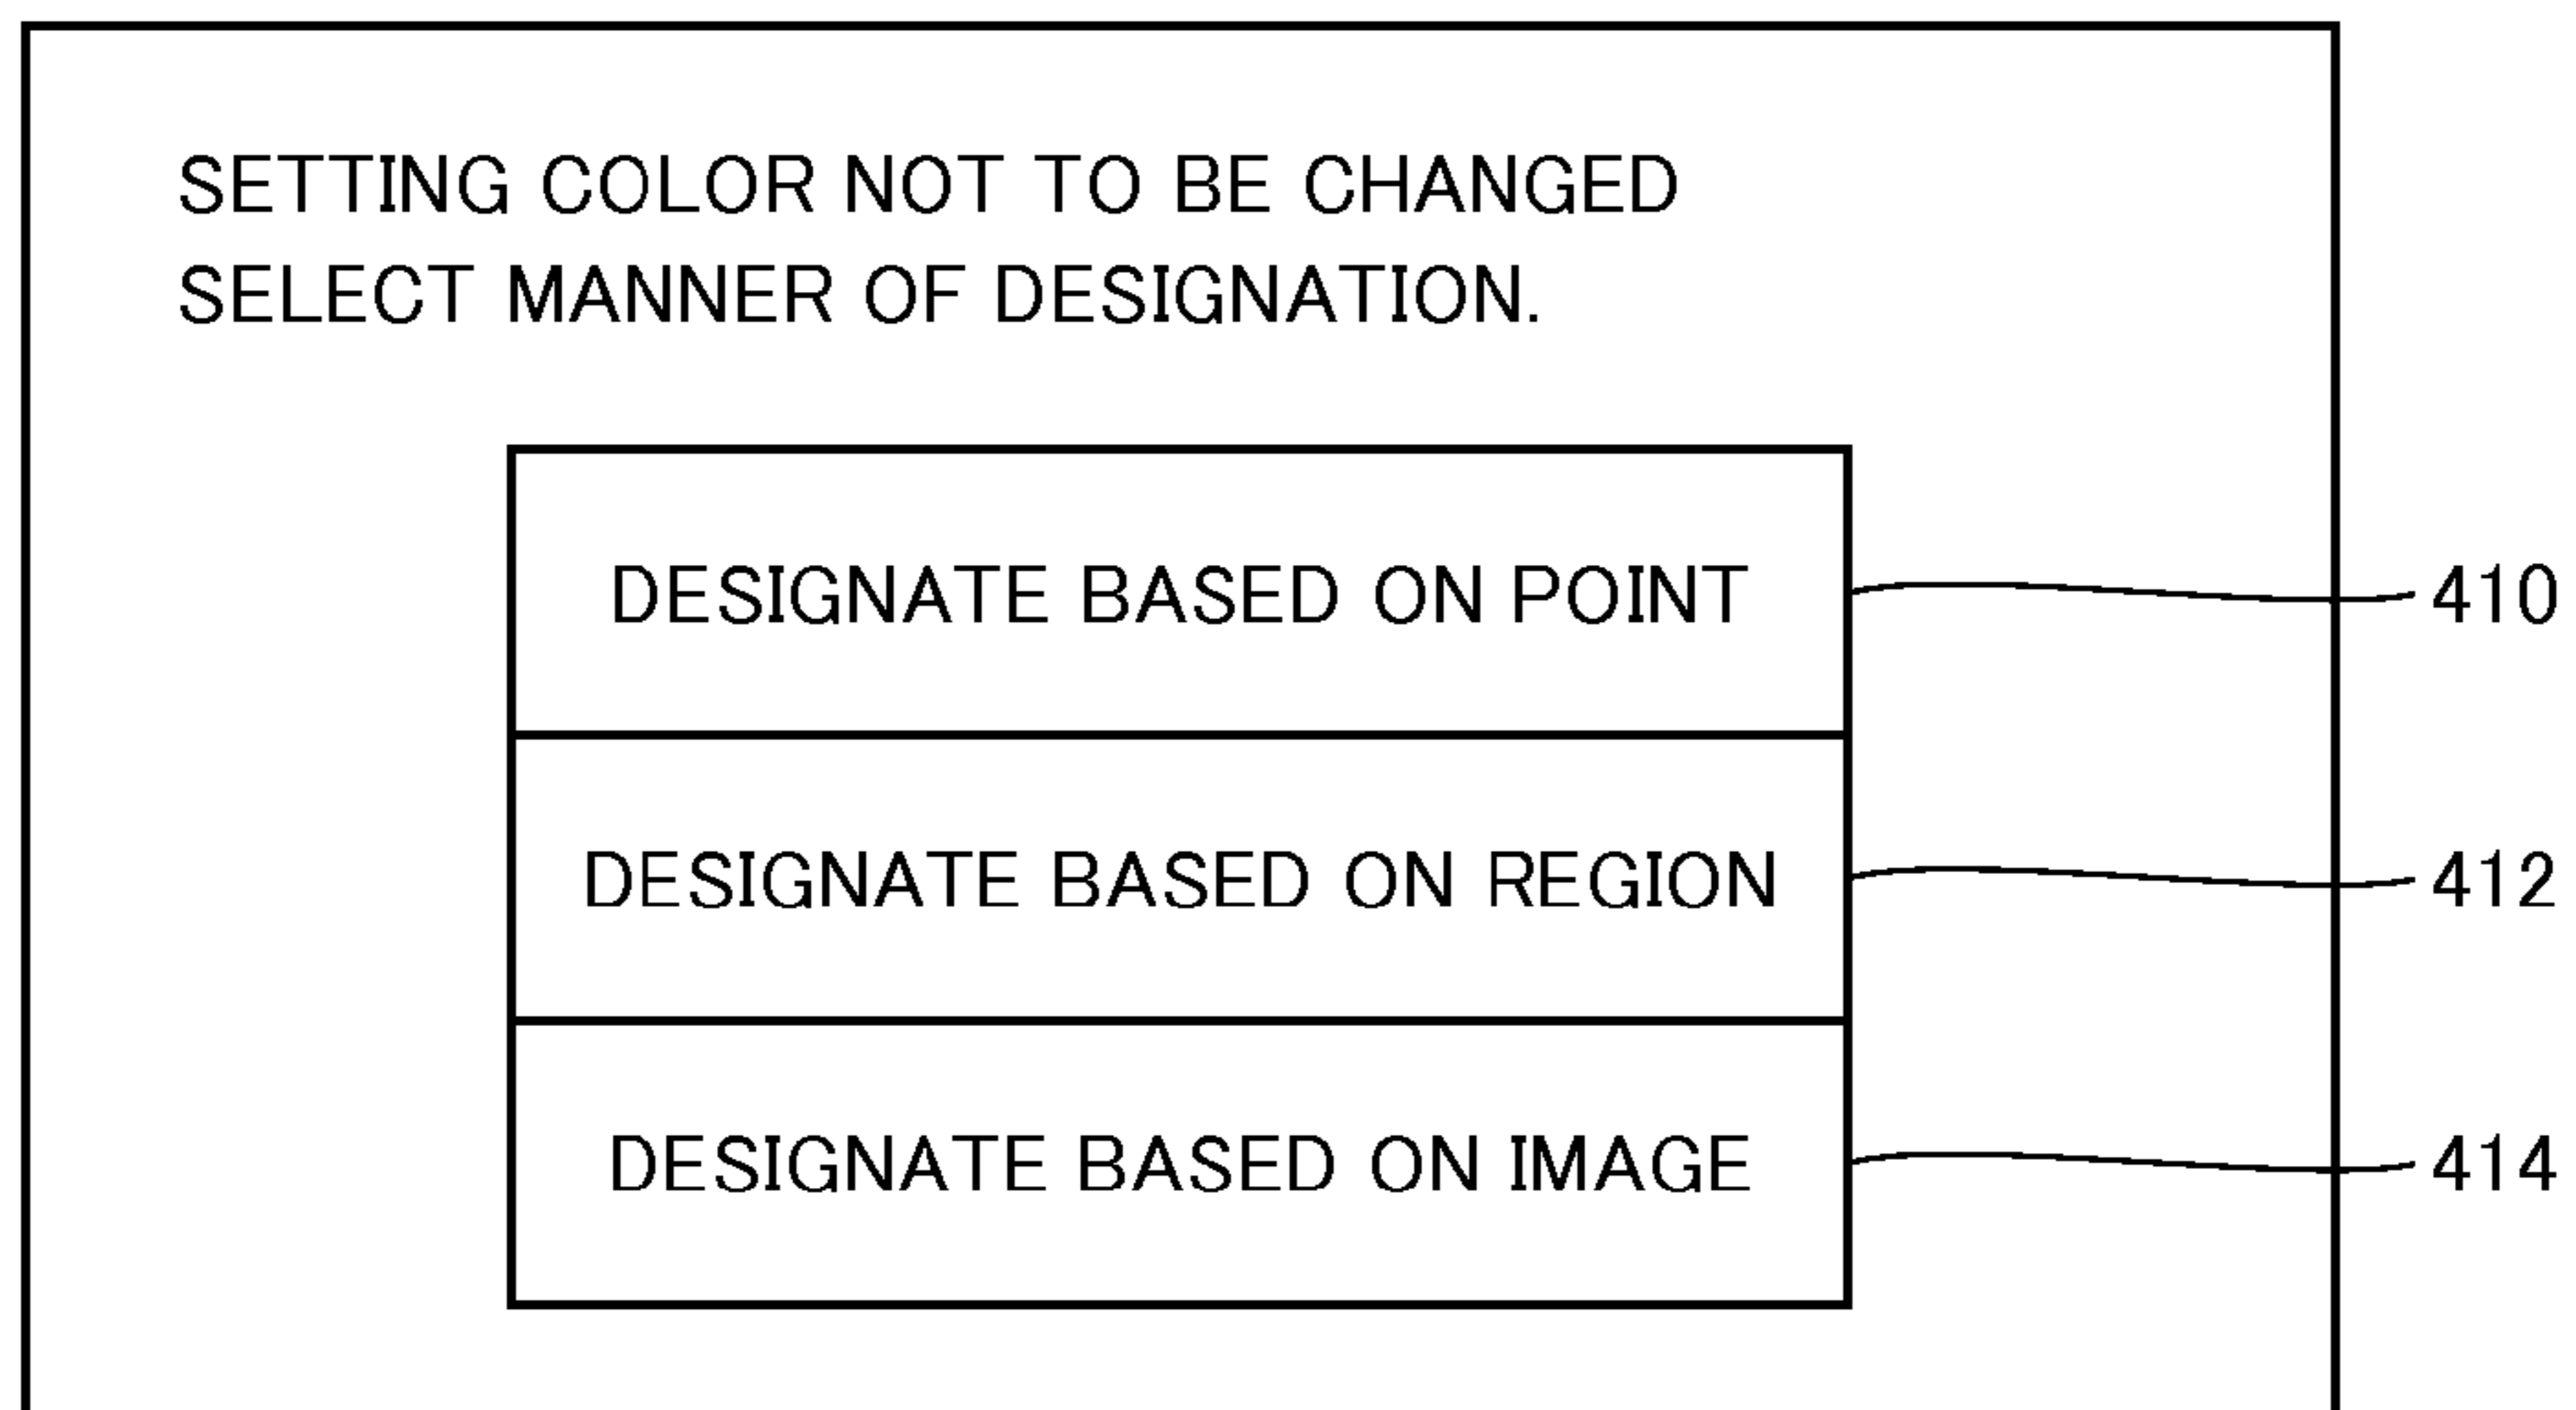 SETTING COLOR NOT TO BE CHANGED
SELECT MANNER OF DESIGNATION.
DESIGNATE BASED ON POINT
410
DESIGNATE BASED ON REGION
412
DESIGNATE BASED ON IMAGE
414